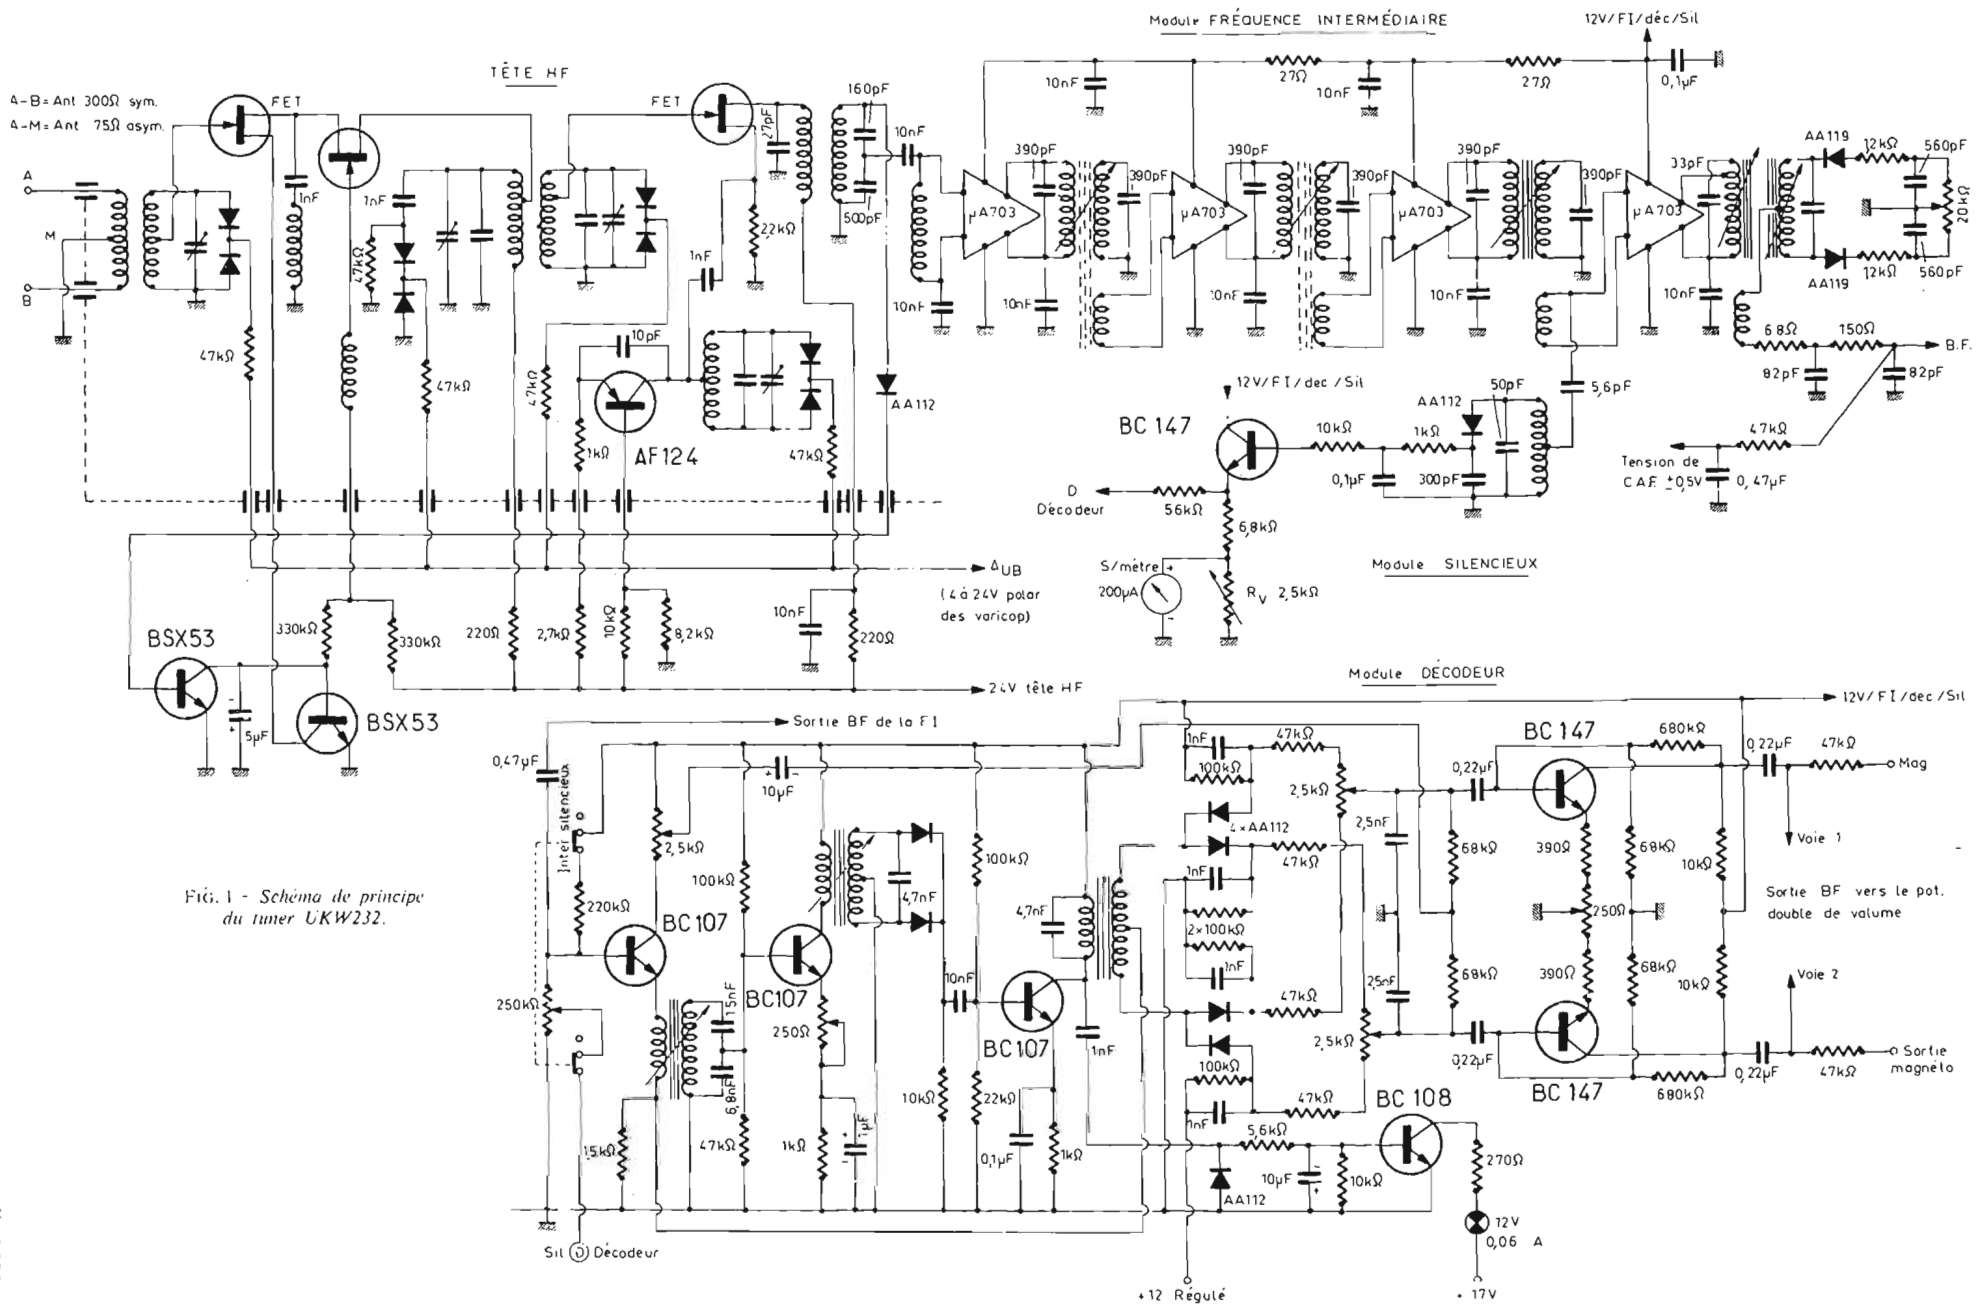 Module FRÉQUENCE INTERMÉDIAIRE
12V/FI/déc/Sil
TÊTE HF
A-B= Ant 300Ω sym.
A-M= Ant 75Ω asym.
FET
FET
A
M
B
1nF
1nF
47kΩ
47kΩ
47kΩ
47kΩ
47kΩ
27pF
160pF
500pF
2,2kΩ
1nF
10pF
1kΩ
AF124
AA112
10nF
10nF
10nF
27Ω
10nF
27Ω
0,1µF
390pF
390pF
390pF
390pF
390pF
390pF
33pF
µA703
µA703
µA703
µA703
10nF
10nF
10nF
10nF
AA119
AA119
12kΩ
12kΩ
560pF
560pF
20kΩ
68Ω
150Ω
B.F.
82pF
82pF
47kΩ
Tension de
C.A.F. ±0,5V
0,47µF
12V/FI/dec/Sil
BC 147
10kΩ
1kΩ
AA112
50pF
5,6pF
0,1µF
300pF
D
Décodeur
56kΩ
6,8kΩ
S/mètre
+
200µA
-
RV 2,5kΩ
Module SILENCIEUX
ΔUB
(4 à 24V polar
des varicop)
330kΩ
330kΩ
220Ω
2,7kΩ
10kΩ
8,2kΩ
10nF
220Ω
24V tête HF
BSX53
BSX53
-
+
5µF
FIG. 1 - Schéma de principe
du tuner UKW232.
Module DÉCODEUR
12V/FI/dec/Sil
Sortie BF de la FI
0,47µF
Inter silencieux
220kΩ
250kΩ
2,5kΩ
+
-
10µF
100kΩ
BC107
BC107
BC107
1,5nF
6,8nF
1,5kΩ
47kΩ
250Ω
1kΩ
+
-
1µF
4,7nF
10nF
100kΩ
10kΩ
22kΩ
0,1µF
1kΩ
4,7nF
1nF
1nF
100kΩ
47kΩ
4×AA112
47kΩ
1nF
2×100kΩ
1nF
47kΩ
100kΩ
47kΩ
1nF
2,5kΩ
2,5kΩ
2,5nF
2,5nF
68kΩ
68kΩ
0,22µF
0,22µF
BC 147
BC 147
390Ω
250Ω
390Ω
68kΩ
68kΩ
680kΩ
680kΩ
10kΩ
10kΩ
0,22µF
0,22µF
47kΩ
47kΩ
Mag
Voie 1
Sortie BF vers le pot.
double de volume
Voie 2
Sortie
magnéto
5,6kΩ
AA112
10µF
-
+
10kΩ
BC 108
270Ω
12V
0,06 A
Sil D Décodeur
+12 Régulé
+ 17V